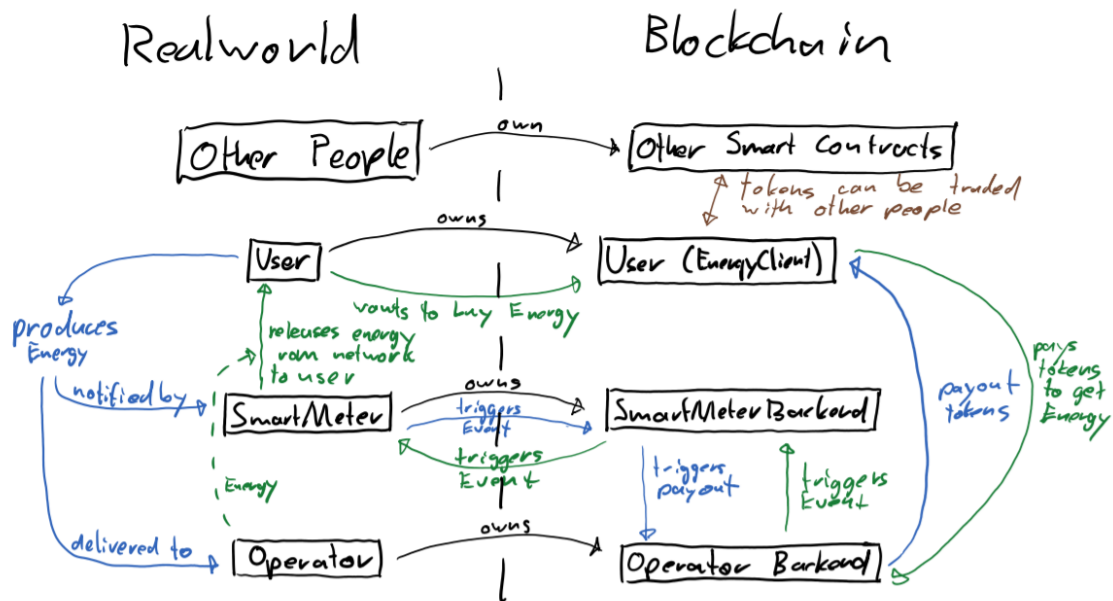 Realworld
Blockchain
Other People
own
Other Smart Contracts
tokens can be traded
with other people
User
owns
User (EnergyClient)
wants to buy Energy
produces
Energy
releases energy
rom network
to user
notified by
SmartMeter
owns
triggers
Event
triggers
Event
SmartMeterBackend
payout
tokens
pays
tokens
to get
Energy
Energy
triggers
payout
triggers
Event
delivered to
Operator
owns
Operator Backend